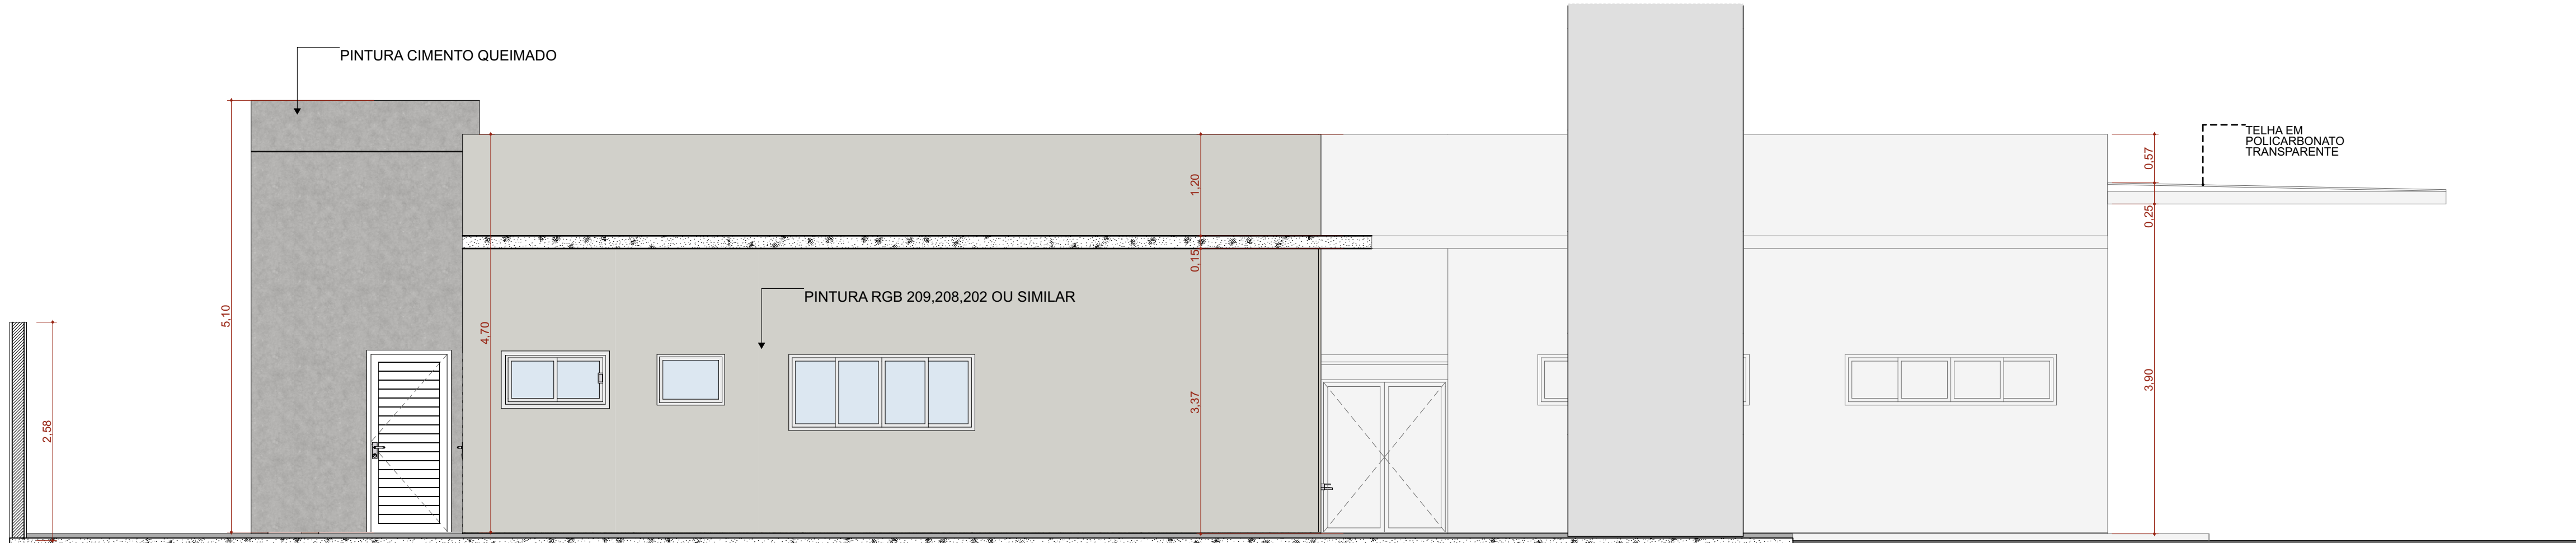 PINTURA CIMENTO QUEIMADO
TELHA EM
POLICARBONATO
TRANSPARENTE
PINTURA RGB 209,208,202 OU SIMILAR
2,58
5,10
4,70
1,20
0,15
3,37
0,57
0,25
3,90